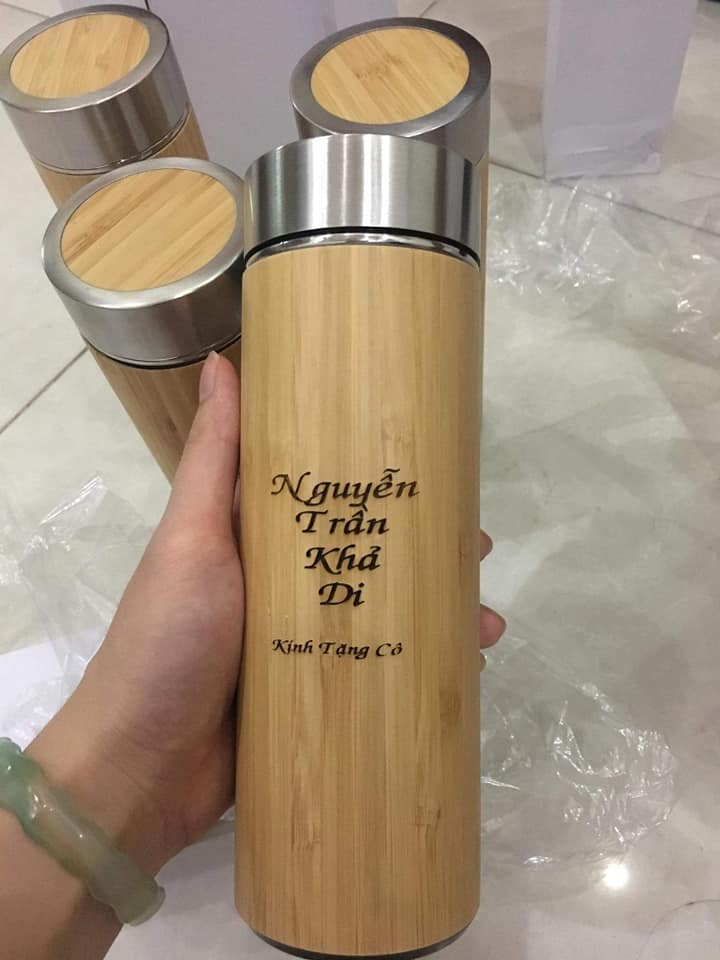 Nguyễn
Trần
Khả
Di
Kính Tặng Cô